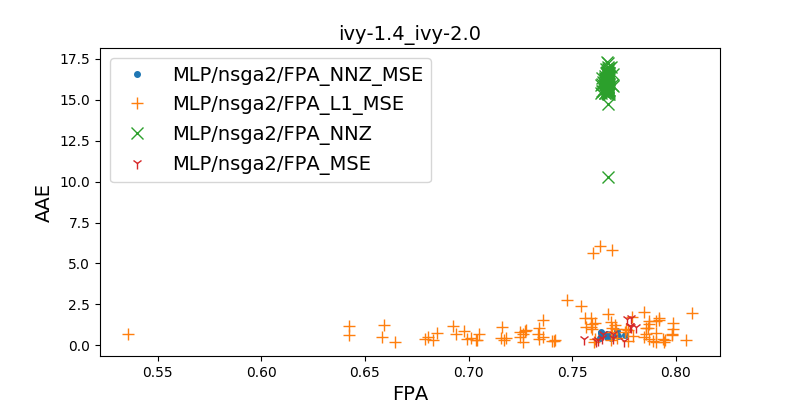 ivy-1.4_ivy-2.0
AAE
17.5
15.0
12.5
10.0
7.5
5.0
2.5
0.0
MLP/nsga2/FPA_NNZ_MSE
MLP/nsga2/FPA_L1_MSE
MLP/nsga2/FPA_NNZ
MLP/nsga2/FPA_MSE
0.55 0.60 0.65 0.70 0.75 0.80
FPA